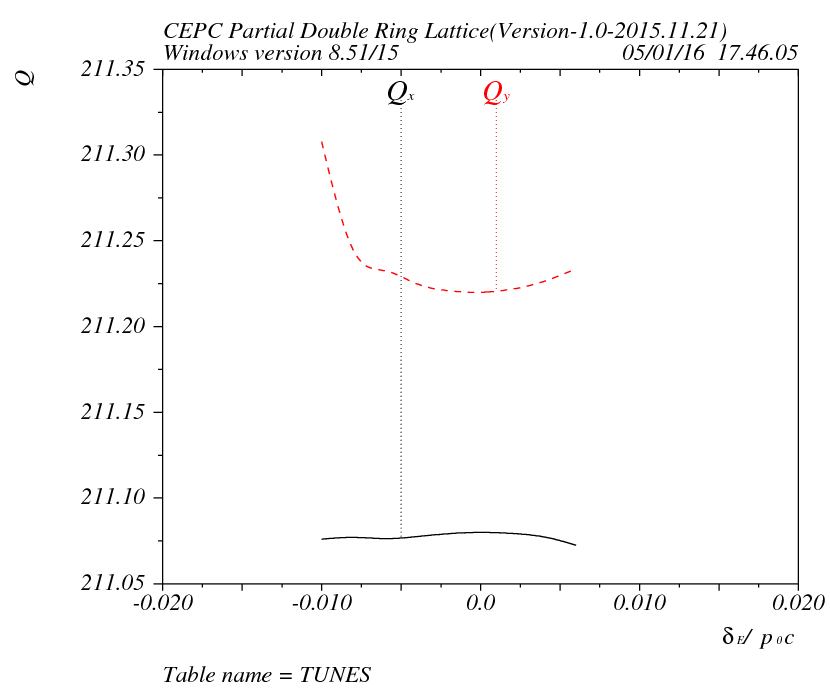 CEPC Partial Double Ring Lattice(Version-1.0-2015.11.21)
Windows version 8.51/15 05/01/16 17.46.05
Q
Qx Qy
211.35
211.30
211.25
211.20
211.15
211.10
211.05
-0.020 -0.010 0.0 0.010 0.020
δE/ p0c
Table name = TUNES